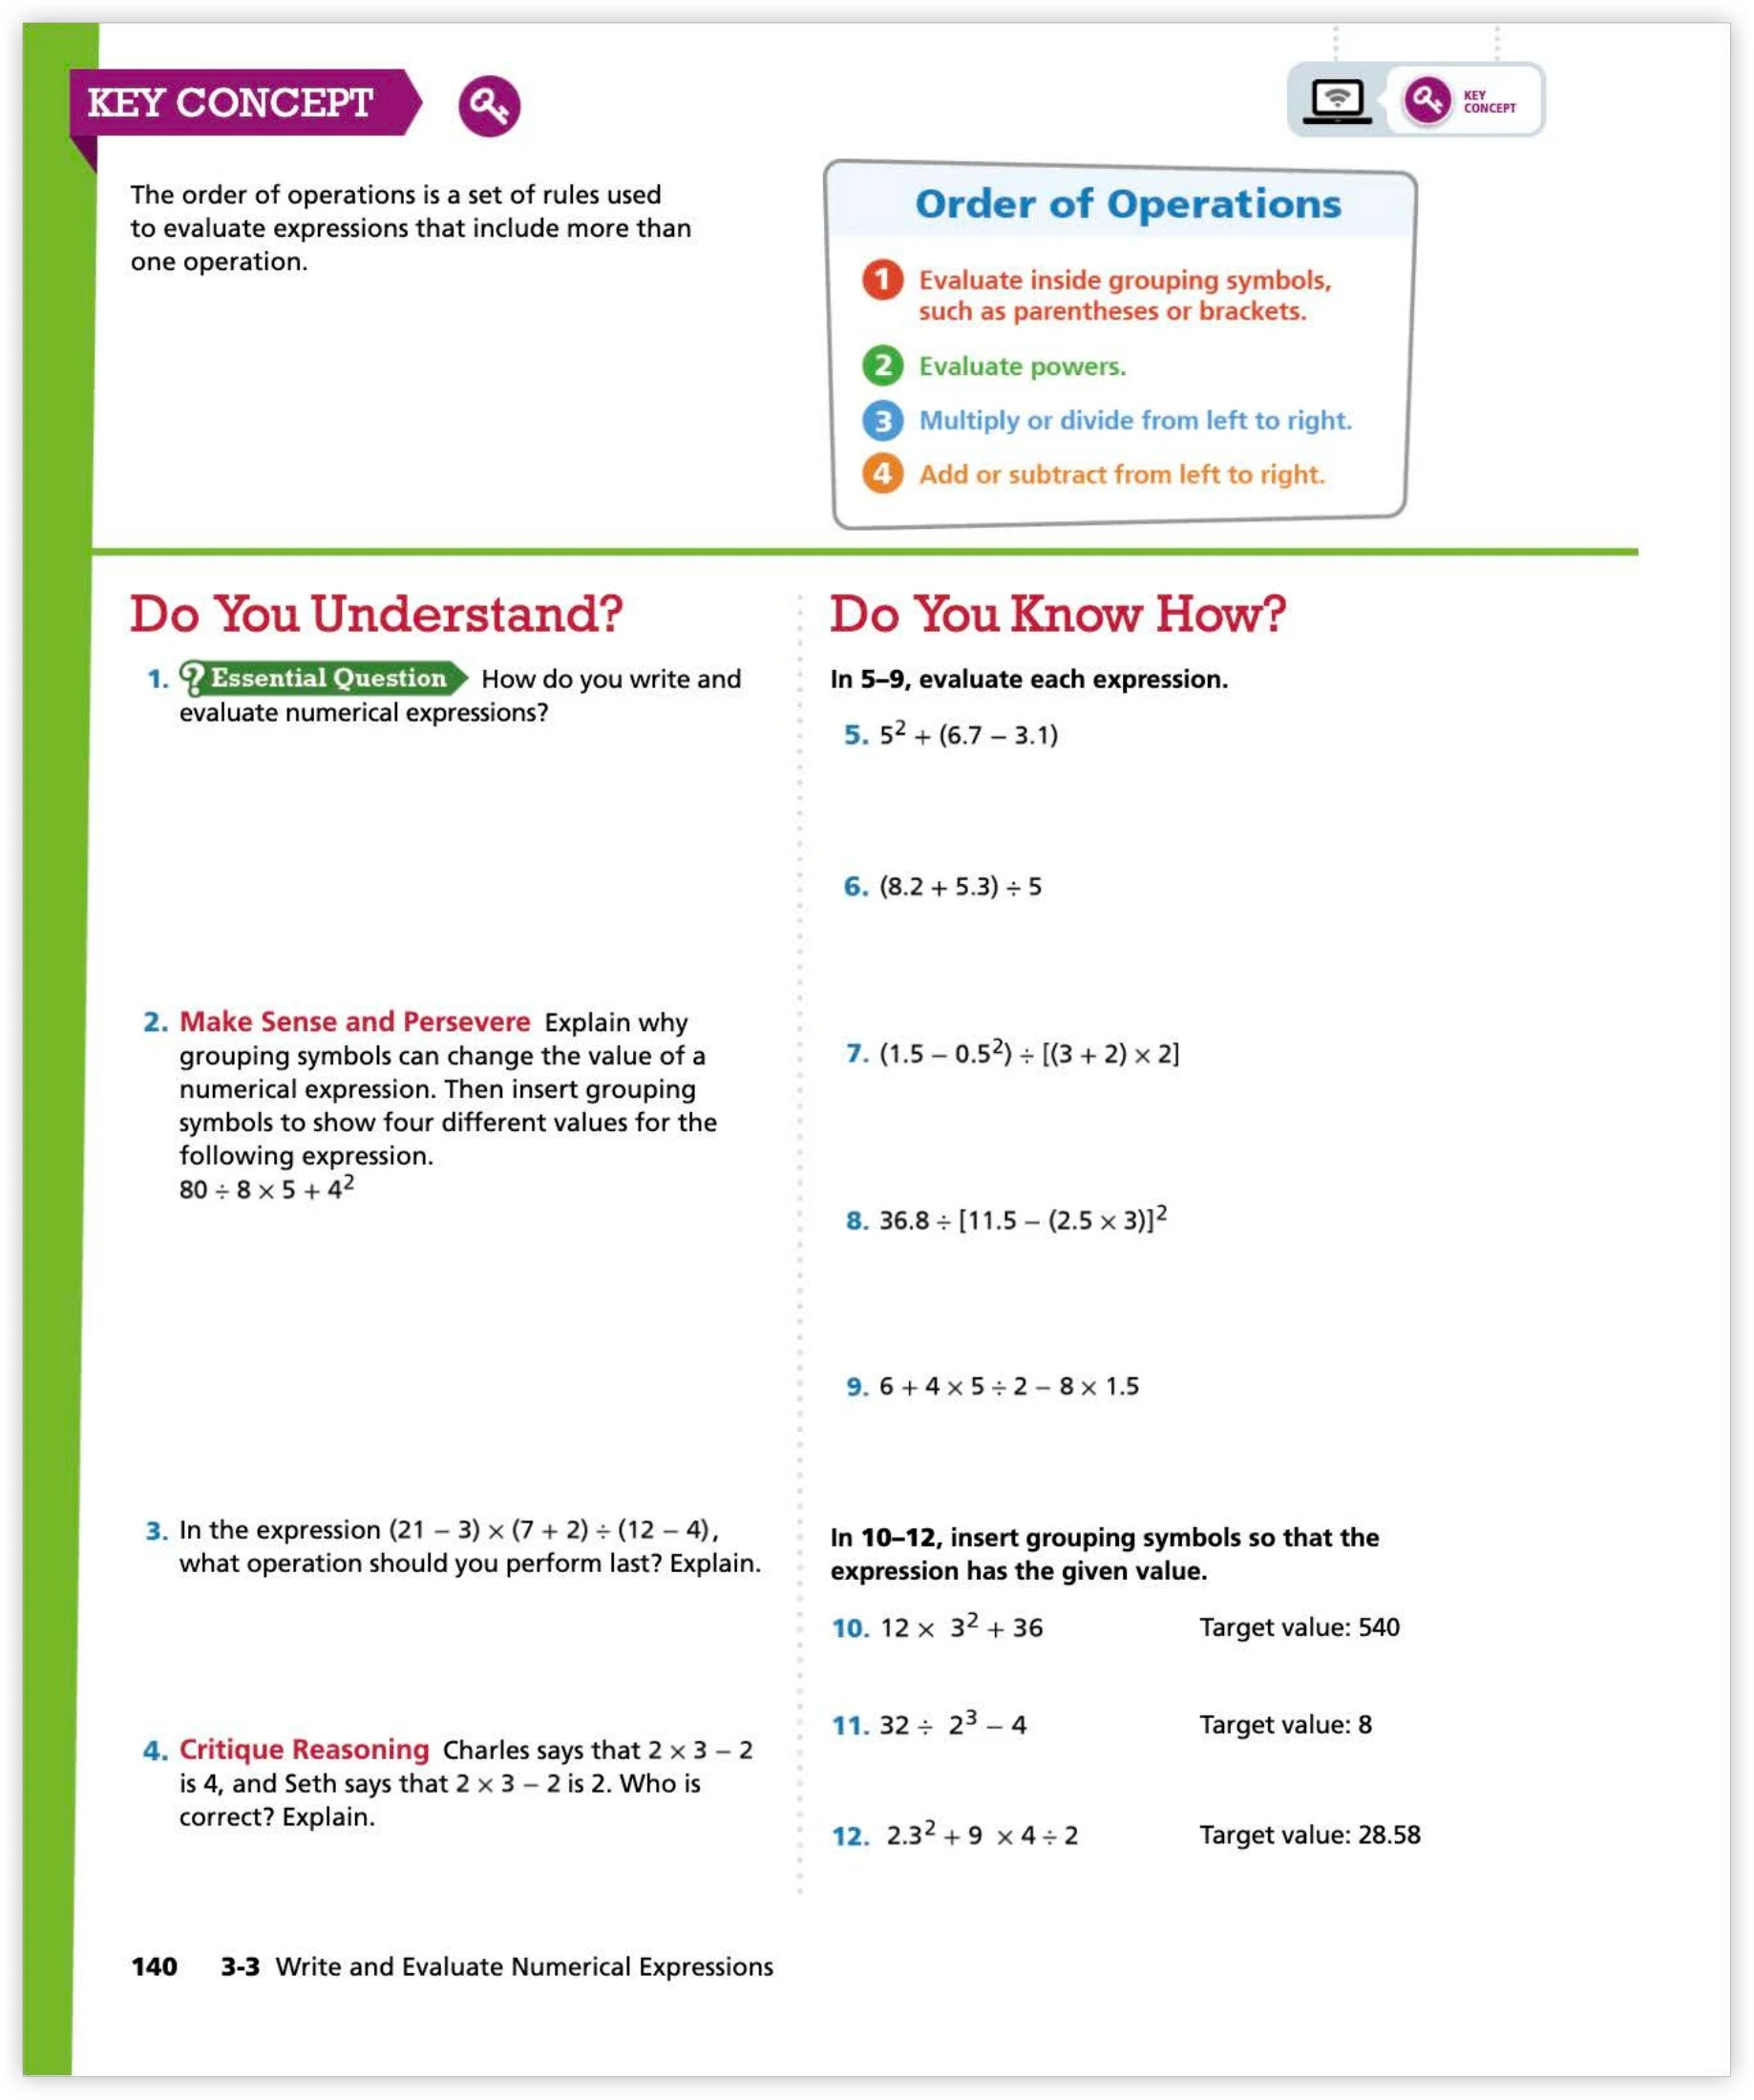 KEY CONCEPT
KEY
CONCEPT
The order of operations is a set of rules used
to evaluate expressions that include more than
one operation.
Order of Operations
1 Evaluate inside grouping symbols,
such as parentheses or brackets.
2 Evaluate powers.
3 Multiply or divide from left to right.
4 Add or subtract from left to right.
Do You Understand?
1. ? Essential Question How do you write and
evaluate numerical expressions?
2. Make Sense and Persevere Explain why
grouping symbols can change the value of a
numerical expression. Then insert grouping
symbols to show four different values for the
following expression.
80 ÷ 8 × 5 + 4²
3. In the expression (21 – 3) × (7 + 2) ÷ (12 – 4),
what operation should you perform last? Explain.
4. Critique Reasoning Charles says that 2 × 3 – 2
is 4, and Seth says that 2 × 3 – 2 is 2. Who is
correct? Explain.
Do You Know How?
In 5–9, evaluate each expression.
5. 5² + (6.7 – 3.1)
6. (8.2 + 5.3) ÷ 5
7. (1.5 – 0.5²) ÷ [(3 + 2) × 2]
8. 36.8 ÷ [11.5 – (2.5 × 3)]²
9. 6 + 4 × 5 ÷ 2 – 8 × 1.5
In 10–12, insert grouping symbols so that the
expression has the given value.
10. 12 × 3² + 36 Target value: 540
11. 32 ÷ 2³ – 4 Target value: 8
12. 2.3² + 9 × 4 ÷ 2 Target value: 28.58
140 3-3 Write and Evaluate Numerical Expressions